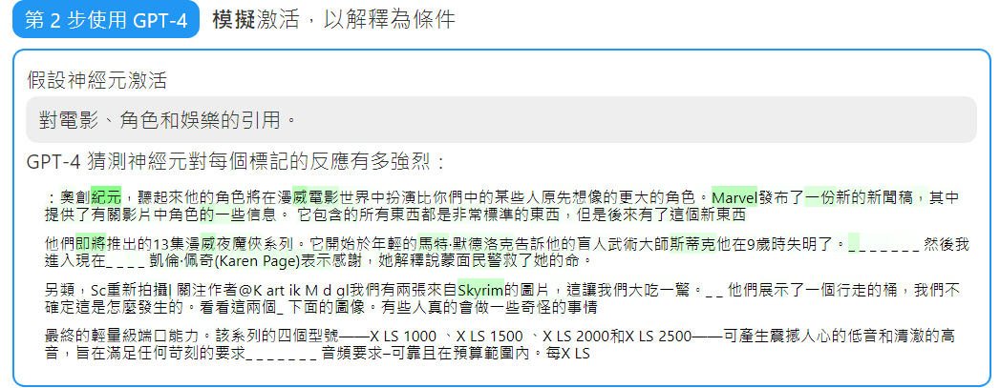 第 2 步使用 GPT-4 模擬激活，以解釋為條件
假設神經元激活
對電影、角色和娛樂的引用。
GPT-4 猜測神經元對每個標記的反應有多強烈：
：奧創紀元，聽起來他的角色將在漫威電影世界中扮演比你們中的某些人原先想像的更大的角色。Marvel發布了一份新的新聞稿，其中
提供了有關影片中角色的一些信息。 它包含的所有東西都是非常標準的東西，但是後來有了這個新東西
他們即將推出的13集漫威夜魔俠系列。它開始於年輕的馬特·默德洛克告訴他的盲人武術大師斯蒂克他在9歲時失明了。_ _ _ _ _ _ _ 然後我
進入現在_ _ _ _ 凱倫·佩奇(Karen Page)表示感謝，她解釋說蒙面民警救了她的命。
另類，Sc重新拍攝| 關注作者@K art ik M d gl我們有兩張來自Skyrim的圖片，這讓我們大吃一驚。_ _ 他們展示了一個行走的桶，我們不
確定這是怎麼發生的。看看這兩個_ 下面的圖像。有些人真的會做一些奇怪的事情
最終的輕量級端口能力。該系列的四個型號——X LS 1000 、X LS 1500 、X LS 2000和X LS 2500——可產生震撼人心的低音和清澈的高
音，旨在滿足任何苛刻的要求_ _ _ _ _ _ _ 音頻要求–可靠且在預算範圍內。每X LS